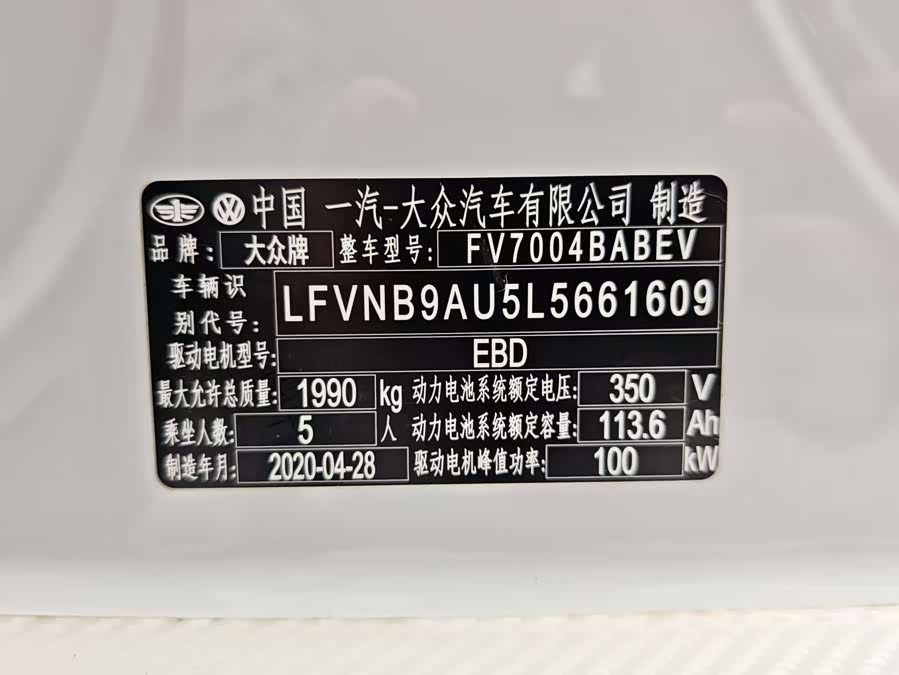 中国 一汽-大众汽车有限公司 制造
品牌: 大众牌 整车型号: FV7004BABEV
车辆识别代号: LFVNB9AU5L5661609
驱动电机型号: EBD
最大允许总质量: 1990 kg 动力电池系统额定电压: 350 V
乘坐人数: 5 人 动力电池系统额定容量: 113.6 Ah
制造年月: 2020-04-28 驱动电机峰值功率: 100 kW